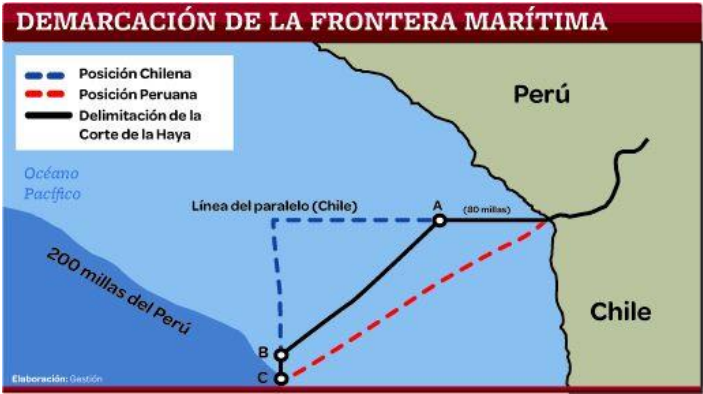 DEMARCACIÓN DE LA FRONTERA MARÍTIMA
Posición Chilena
Posición Peruana
Delimitación de la
Corte de la Haya
Perú
Océano
Pacífico
Línea del paralelo (Chile)
A
(80 millas)
200 millas del Perú
Chile
B
C
Elaboración: Gestión